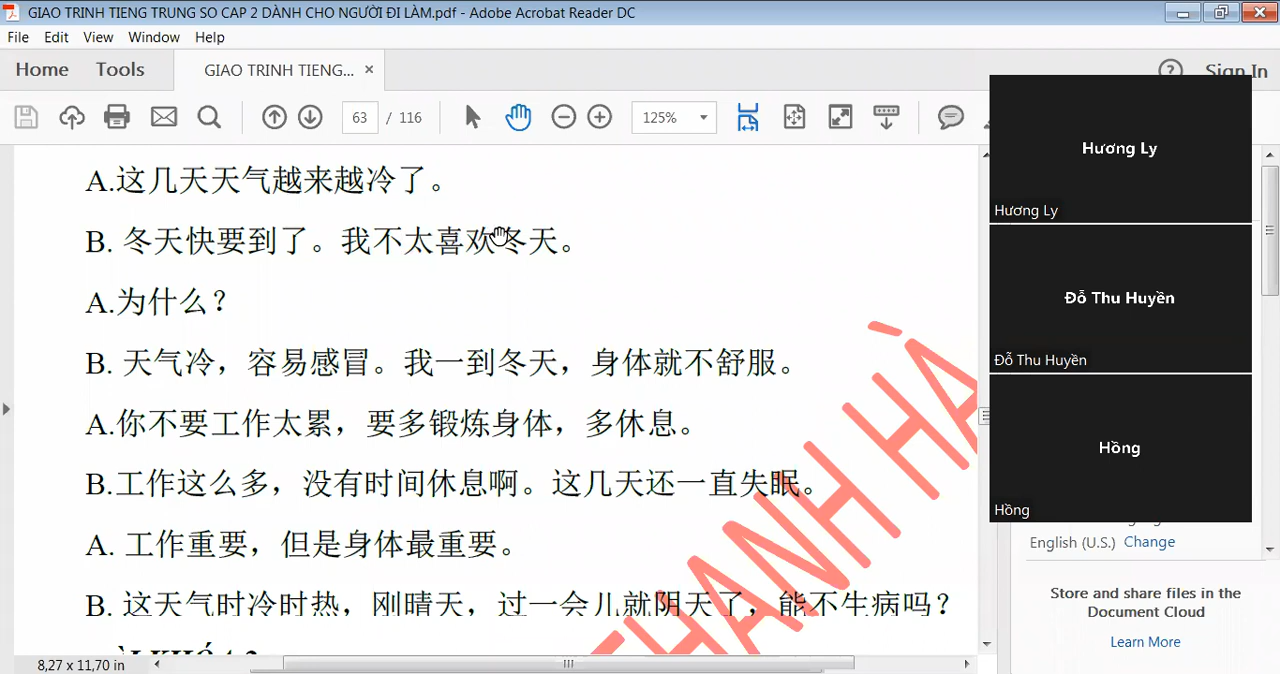 GIAO TRINH TIENG TRUNG SO CAP 2 DÀNH CHO NGƯỜI ĐI LÀM.pdf - Adobe Acrobat Reader DC
File Edit View Window Help
Home Tools GIAO TRINH TIENG... × ? Sign In
63 / 116 125%
A.这几天天气越来越冷了。
B. 冬天快要到了。我不太喜欢冬天。
A.为什么？
B. 天气冷，容易感冒。我一到冬天，身体就不舒服。
A.你不要工作太累，要多锻炼身体，多休息。
B.工作这么多，没有时间休息啊。这几天还一直失眠。
A. 工作重要，但是身体最重要。
B. 这天气时冷时热，刚晴天，过一会儿就阴天了，能不生病吗？
THANH HÀ
8,27 x 11,70 in
Hương Ly
Hương Ly
Đỗ Thu Huyền
Đỗ Thu Huyền
Hồng
Hồng
English (U.S.) Change
Store and share files in the
Document Cloud
Learn More